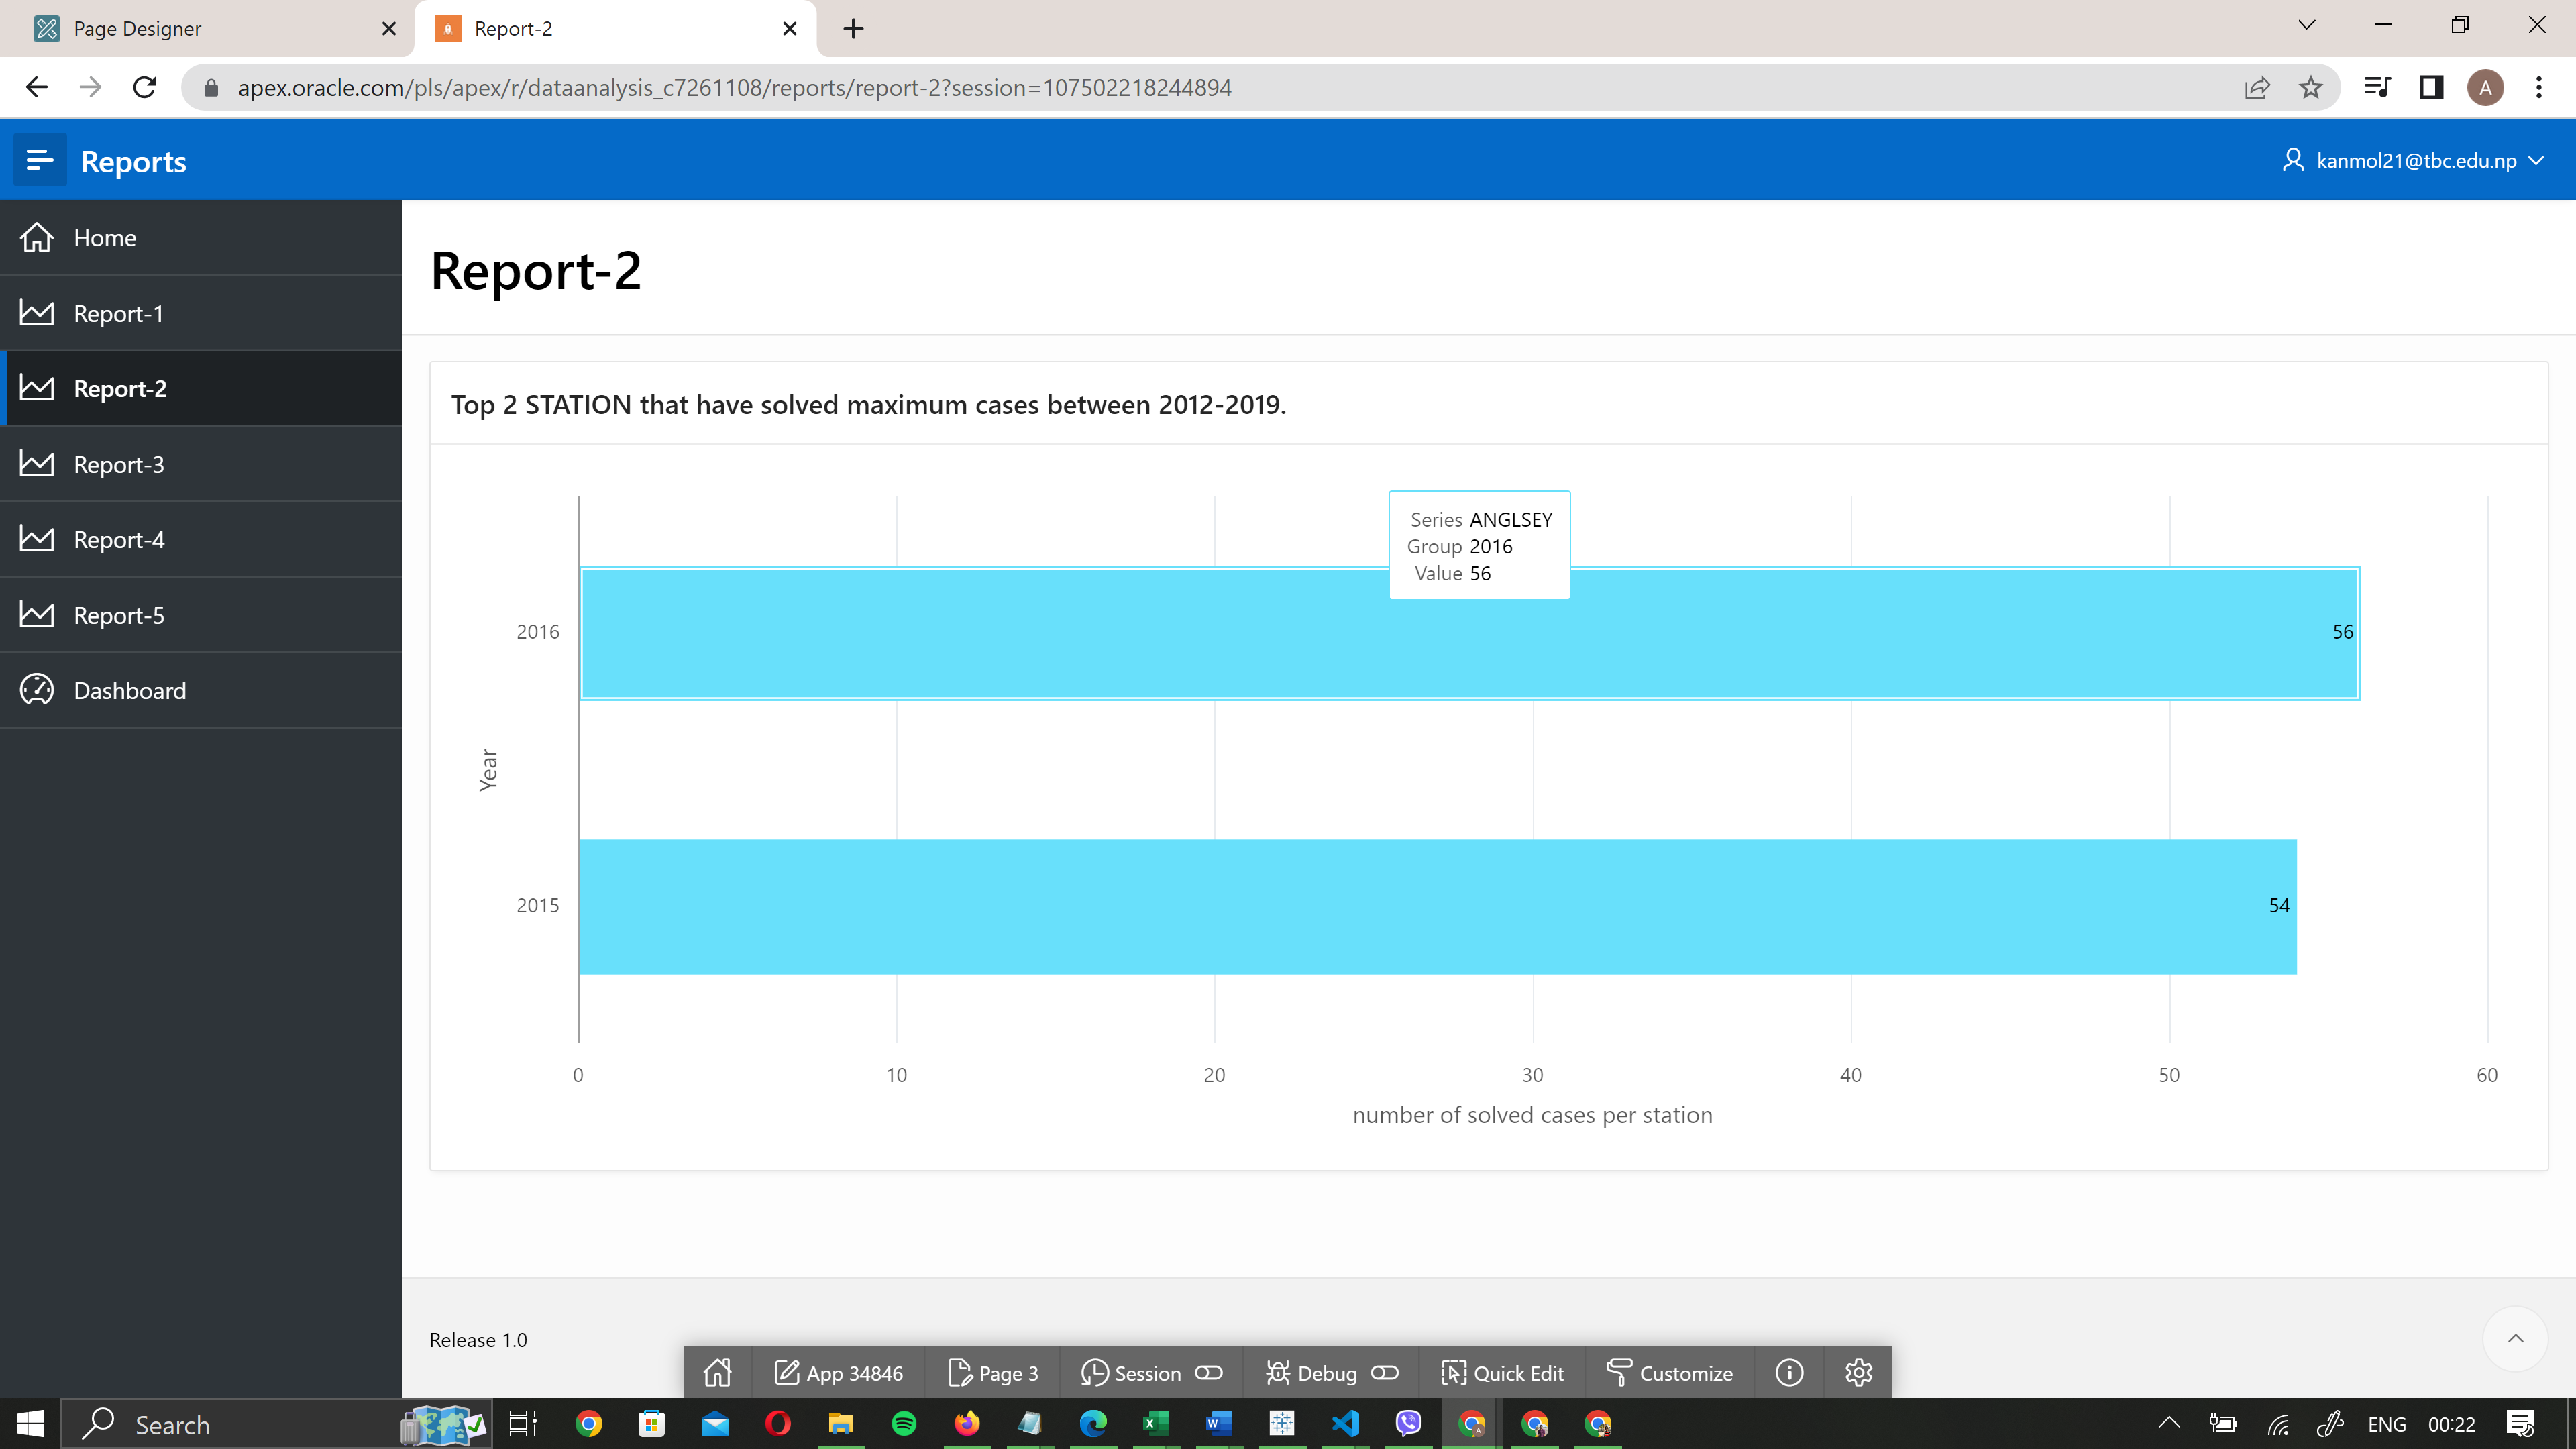 Page Designer
Report-2
apex.oracle.com/pls/apex/r/dataanalysis_c7261108/reports/report-2?session=107502218244894
A
Reports
kanmol21@tbc.edu.np
Home
Report-1
Report-2
Report-3
Report-4
Report-5
Dashboard
Report-2
Top 2 STATION that have solved maximum cases between 2012-2019.
Series ANGLSEY
Group 2016
Value 56
2016
56
Year
2015
54
0 10 20 30 40 50 60
number of solved cases per station
Release 1.0
App 34846 Page 3 Session Debug Quick Edit Customize
Search
ENG 00:22